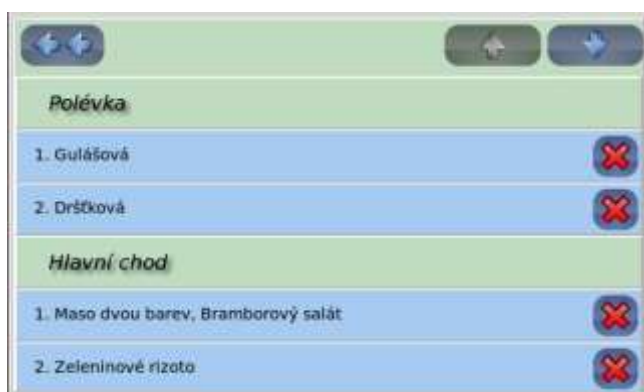 Polévka
1. Gulášová
2. Dršťková
Hlavní chod
1. Maso dvou barev, Bramborový salát
2. Zeleninové rizoto